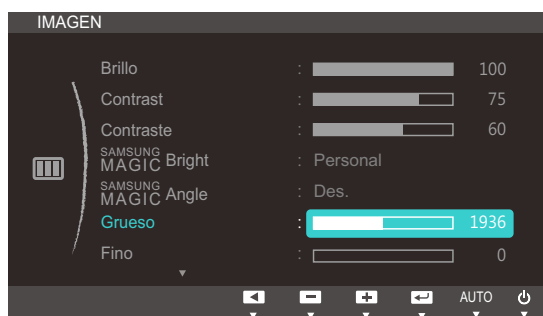 IMAGEN
Brillo : 100
Contrast : 75
Contraste : 60
SAMSUNG MAGIC Bright : Personal
SAMSUNG MAGIC Angle : Des.
Grueso : 1936
Fino : 0
AUTO